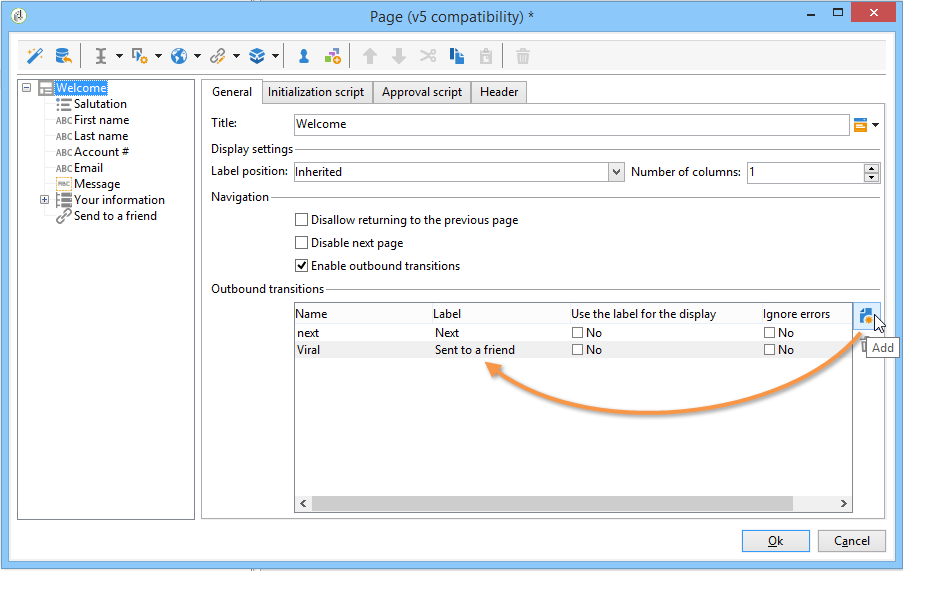 Page (v5 compatibility) *
Welcome
Salutation
ABC First name
ABC Last name
ABC Account #
ABC Email
ABC Message
Your information
Send to a friend
General Initialization script Approval script Header
Title: Welcome
Display settings
Label position: Inherited Number of columns: 1
Navigation
Disallow returning to the previous page
Disable next page
Enable outbound transitions
Outbound transitions
Name Label Use the label for the display Ignore errors
next Next No No
Viral Sent to a friend No No
Add
Ok Cancel